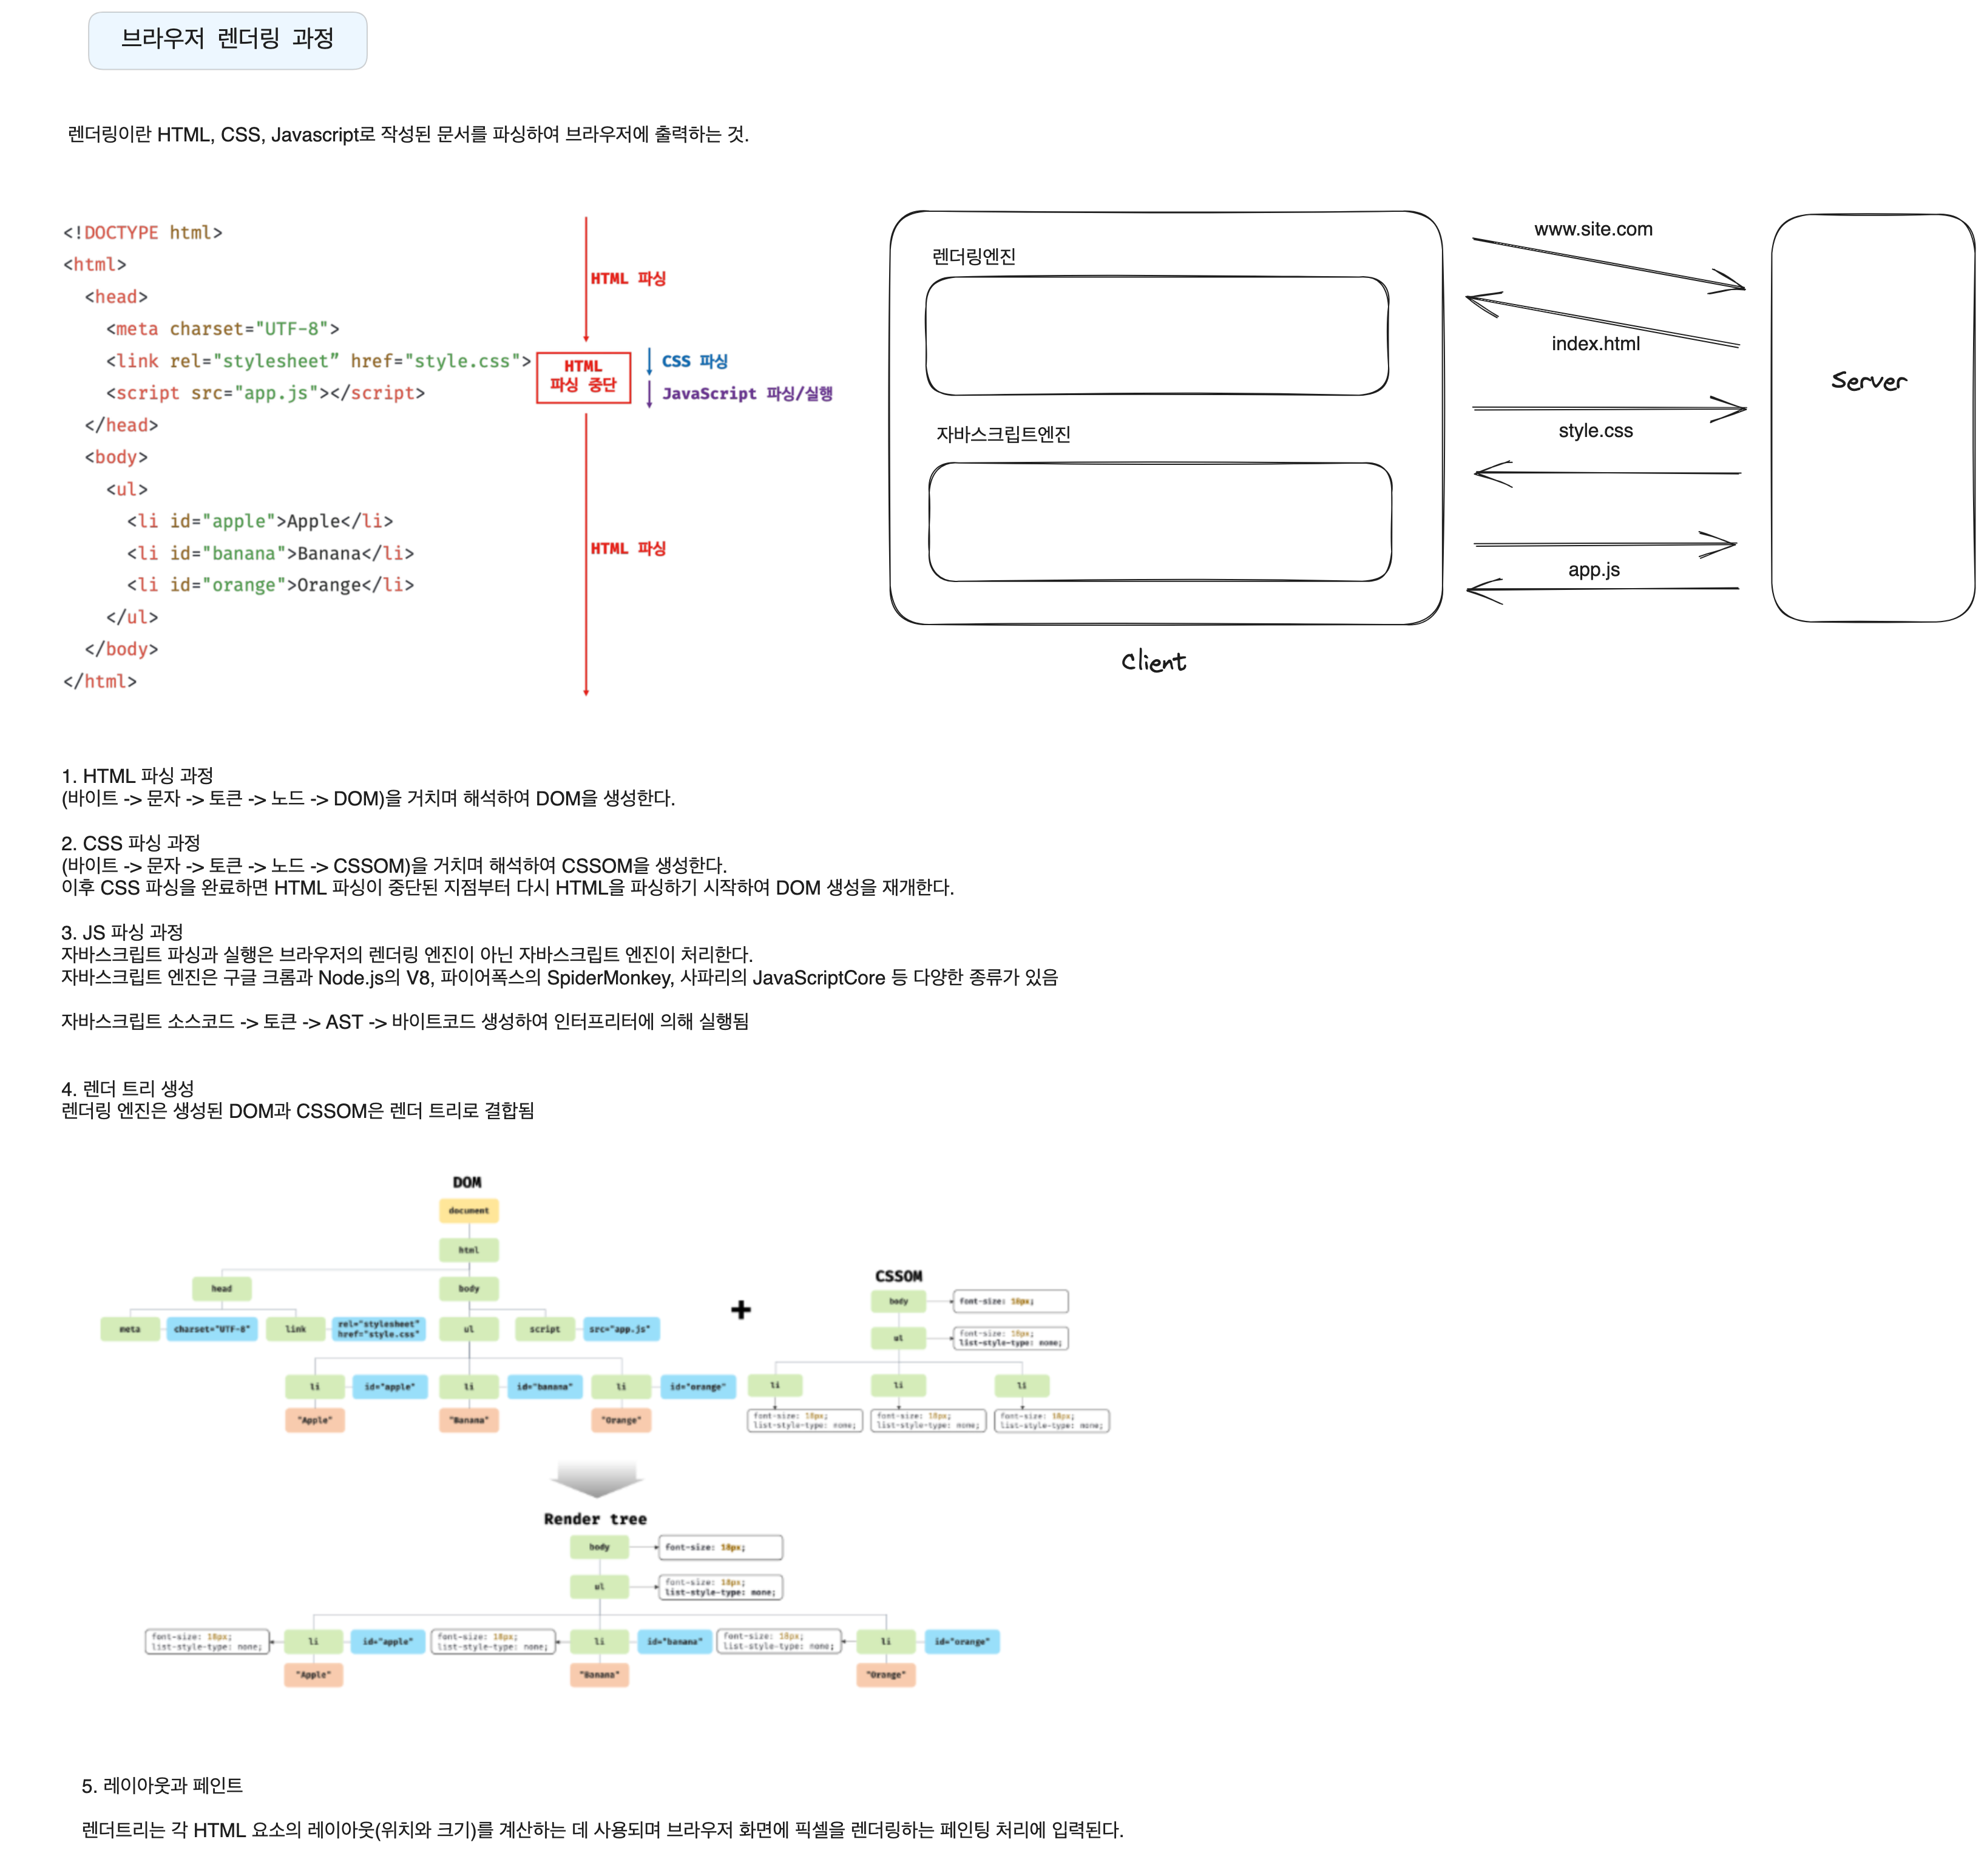 브라우저 렌더링 과정
렌더링이란 HTML, CSS, Javascript로 작성된 문서를 파싱하여 브라우저에 출력하는 것.
<!DOCTYPE html>
<html>
<head>
<meta charset="UTF-8">
<link rel="stylesheet” href="style.css">
<script src="app.js"></script>
</head>
<body>
<ul>
<li id="apple">Apple</li>
<li id="banana">Banana</li>
<li id="orange">Orange</li>
</ul>
</body>
</html>
HTML 파싱
HTML
파싱 중단
CSS 파싱
JavaScript 파싱/실행
HTML 파싱
렌더링엔진
자바스크립트엔진
Client
www.site.com
index.html
style.css
app.js
Server
1. HTML 파싱 과정
(바이트 -> 문자 -> 토큰 -> 노드 -> DOM)을 거치며 해석하여 DOM을 생성한다.
2. CSS 파싱 과정
(바이트 -> 문자 -> 토큰 -> 노드 -> CSSOM)을 거치며 해석하여 CSSOM을 생성한다.
이후 CSS 파싱을 완료하면 HTML 파싱이 중단된 지점부터 다시 HTML을 파싱하기 시작하여 DOM 생성을 재개한다.
3. JS 파싱 과정
자바스크립트 파싱과 실행은 브라우저의 렌더링 엔진이 아닌 자바스크립트 엔진이 처리한다.
자바스크립트 엔진은 구글 크롬과 Node.js의 V8, 파이어폭스의 SpiderMonkey, 사파리의 JavaScriptCore 등 다양한 종류가 있음
자바스크립트 소스코드 -> 토큰 -> AST -> 바이트코드 생성하여 인터프리터에 의해 실행됨
4. 렌더 트리 생성
렌더링 엔진은 생성된 DOM과 CSSOM은 렌더 트리로 결합됨
DOM
document
html
head
body
meta
charset="UTF-8"
link
rel="stylesheet"
href="style.css"
ul
script
src="app.js"
li
id="apple"
li
id="banana"
li
id="orange"
"Apple"
"Banana"
"Orange"
+
CSSOM
body
font-size: 18px;
ul
font-size: 18px;
list-style-type: none;
li
li
li
font-size: 18px;
list-style-type: none;
font-size: 18px;
list-style-type: none;
font-size: 18px;
list-style-type: none;
Render tree
body
font-size: 18px;
ul
font-size: 18px;
list-style-type: none;
font-size: 18px;
list-style-type: none;
li
id="apple"
font-size: 18px;
list-style-type: none;
li
id="banana"
font-size: 18px;
list-style-type: none;
li
id="orange"
"Apple"
"Banana"
"Orange"
5. 레이아웃과 페인트
렌더트리는 각 HTML 요소의 레이아웃(위치와 크기)를 계산하는 데 사용되며 브라우저 화면에 픽셀을 렌더링하는 페인팅 처리에 입력된다.